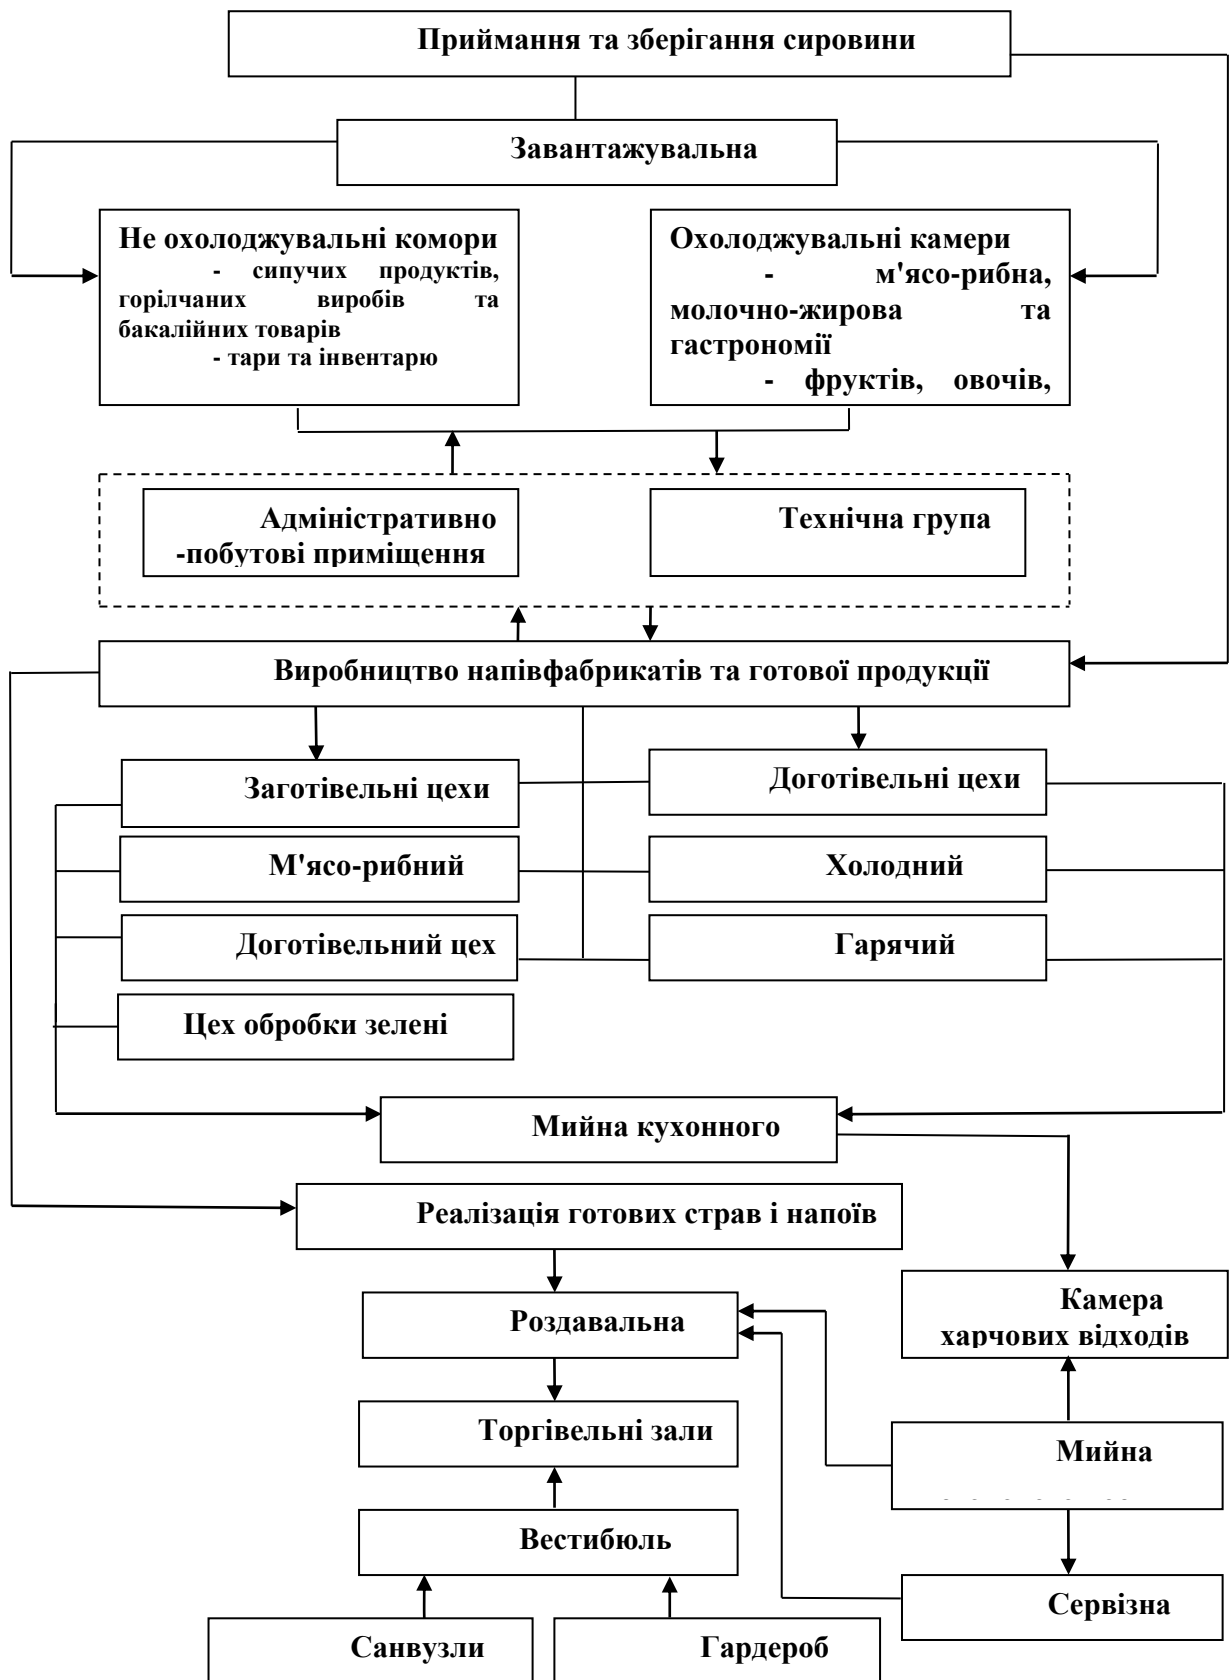 Приймання та зберігання сировини
Завантажувальна
Не охолоджувальні комори
- сипучих продуктів,
горілчаних виробів та
бакалійних товарів
- тари та інвентарю
Охолоджувальні камери
- м'ясо-рибна,
молочно-жирова та
гастрономії
- фруктів, овочів,
Адміністративно
-побутові приміщення
Технічна група
Виробництво напівфабрикатів та готової продукції
Заготівельні цехи
Доготівельні цехи
М'ясо-рибний
Холодний
Доготівельний цех
Гарячий
Цех обробки зелені
Мийна кухонного
Реалізація готових страв і напоїв
Роздавальна
Камера
харчових відходів
Торгівельні зали
Мийна
Вестибюль
Сервізна
Санвузли
Гардероб